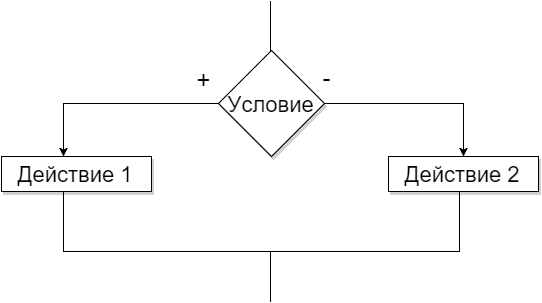 + -
Условие
Действие 1
Действие 2